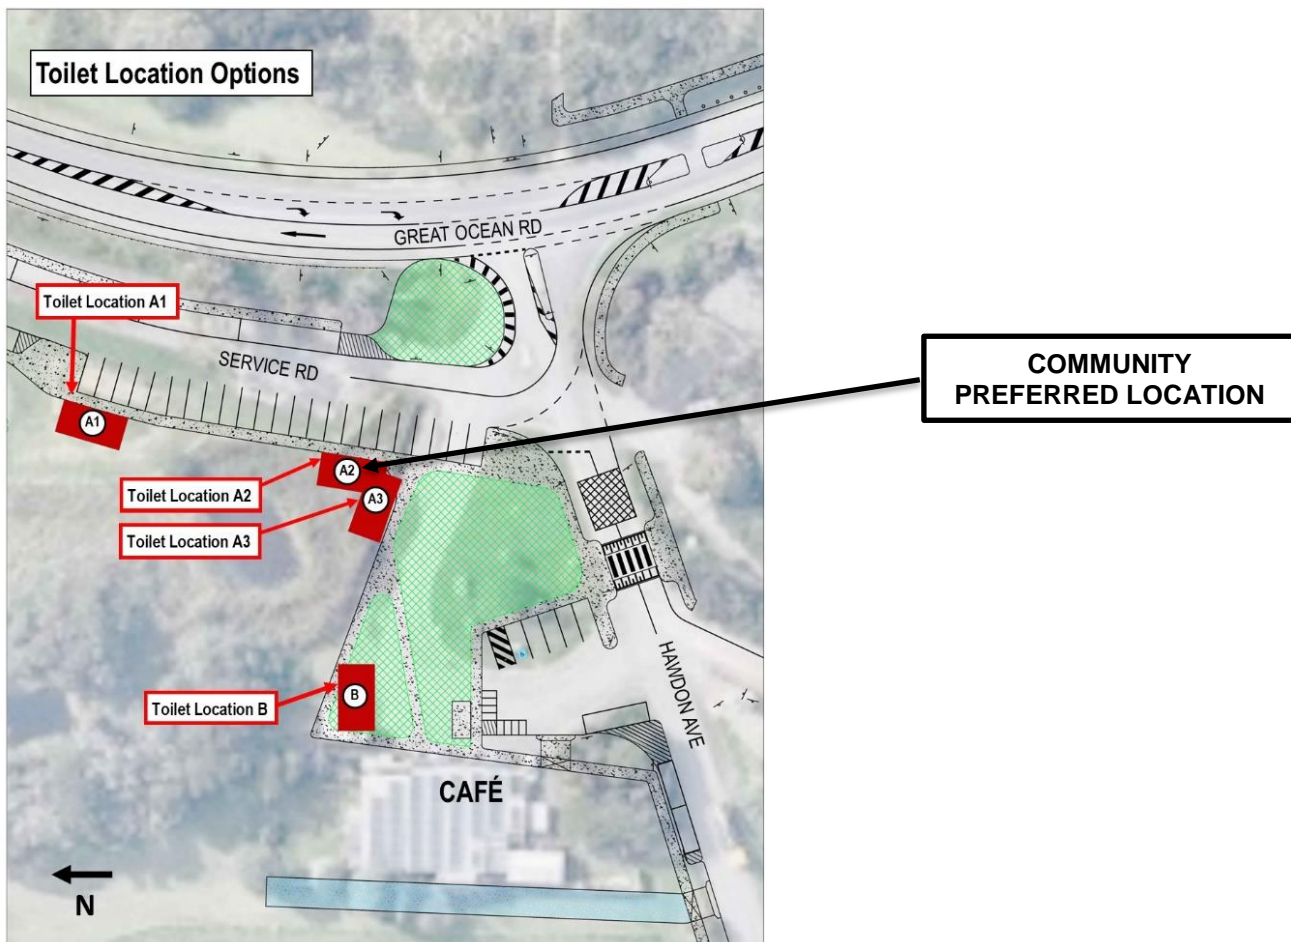 Toilet Location Options
GREAT OCEAN RD
Toilet Location A1
SERVICE RD
COMMUNITY
PREFERRED LOCATION
A1
A2
Toilet Location A2
A3
Toilet Location A3
HAWDON AVE
Toilet Location B
B
CAFÉ
N